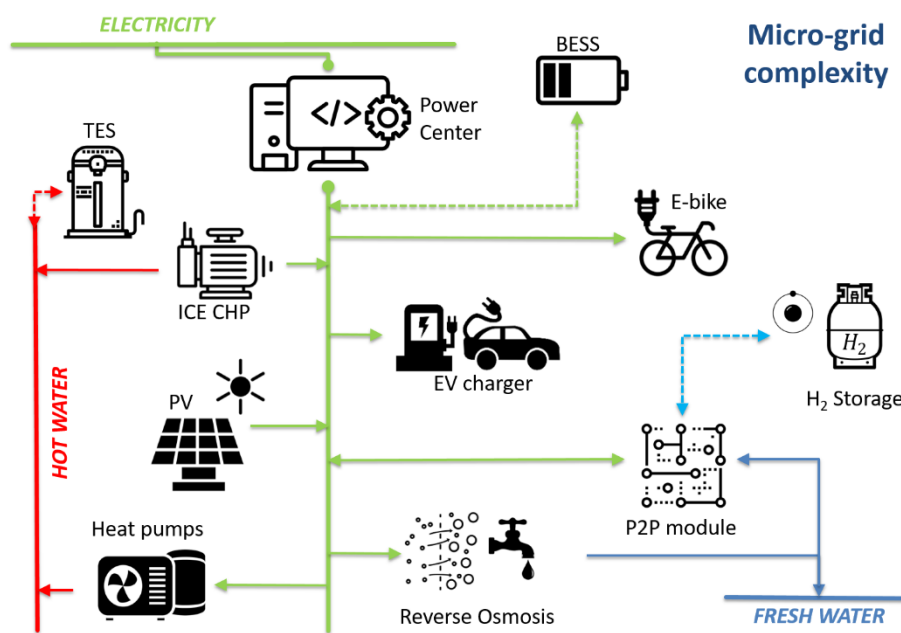 ELECTRICITY
Micro-grid
complexity
BESS
</>
Power
Center
TES
E-bike
ICE CHP
H₂
EV charger
H₂ Storage
PV
HOT WATER
P2P module
Heat pumps
Reverse Osmosis
FRESH WATER